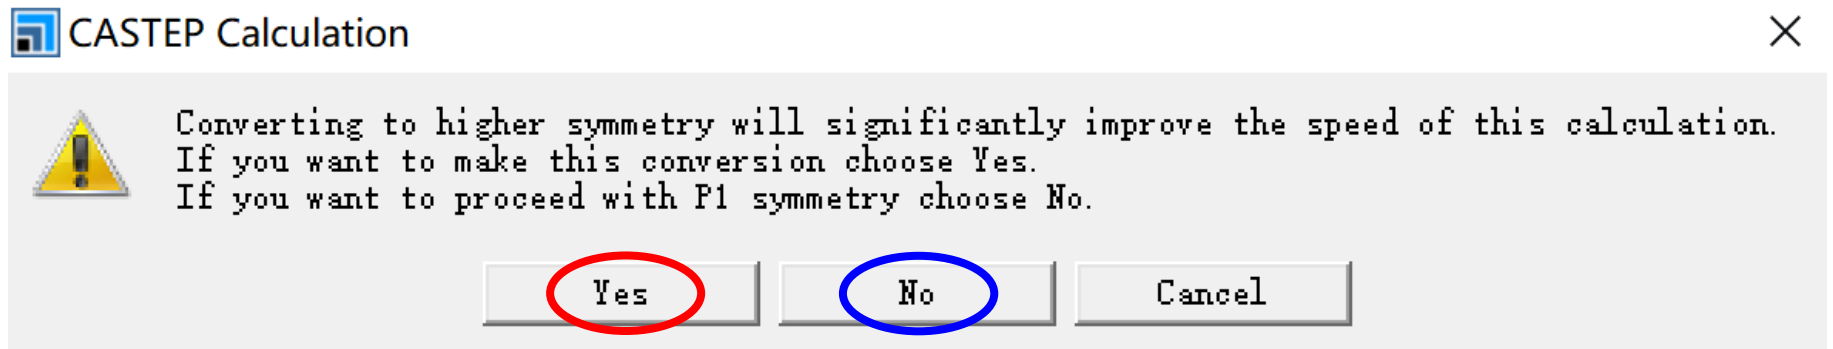 CASTEP Calculation
Converting to higher symmetry will significantly improve the speed of this calculation.
If you want to make this conversion choose Yes.
If you want to proceed with P1 symmetry choose No.
Yes
No
Cancel